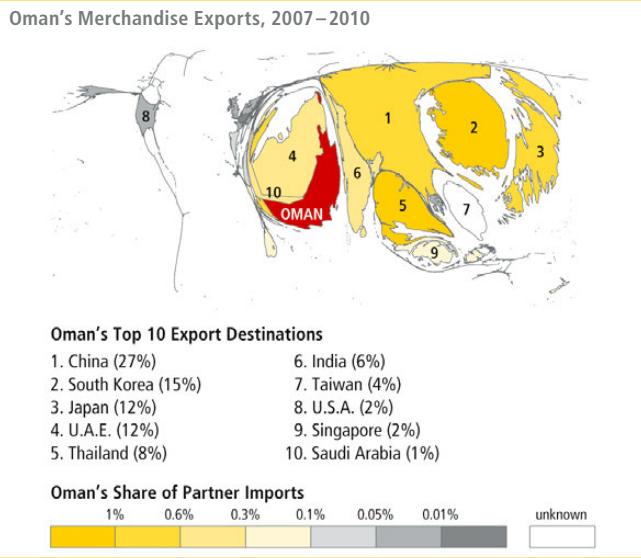 Oman's Merchandise Exports, 2007–2010
8
1
2
3
4
6
5
10
OMAN
7
9
Oman's Top 10 Export Destinations
1. China (27%)
2. South Korea (15%)
3. Japan (12%)
4. U.A.E. (12%)
5. Thailand (8%)
6. India (6%)
7. Taiwan (4%)
8. U.S.A. (2%)
9. Singapore (2%)
10. Saudi Arabia (1%)
Oman's Share of Partner Imports
1% 0.6% 0.3% 0.1% 0.05% 0.01% unknown